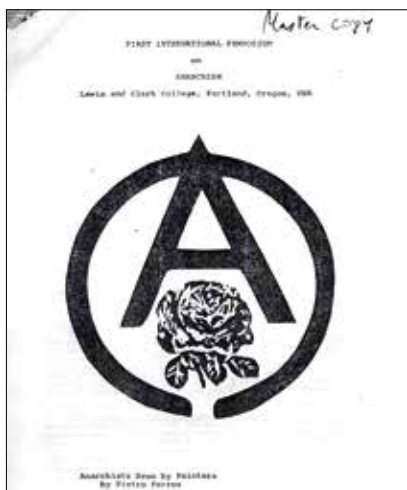 Master copy
FIRST INTERNATIONAL SYMPOSIUM
on
ANARCHISM
Lewis and Clark College, Portland, Oregon, USA
A
Anarchists Seen by Painters
By Pietro Ferrua